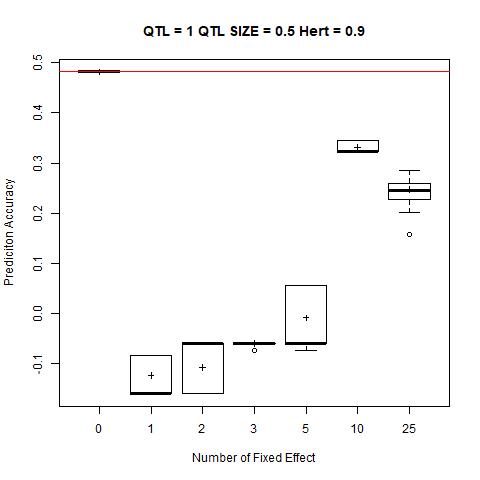 QTL = 1 QTL SIZE = 0.5 Hert = 0.9
0.5
0.4
0.3
0.2
0.1
0.0
-0.1
Prediciton Accuracy
0 1 2 3 5 10 25
Number of Fixed Effect